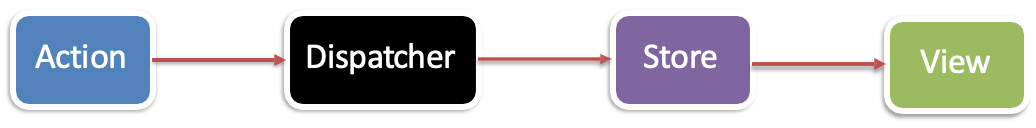 Action
Dispatcher
Store
View